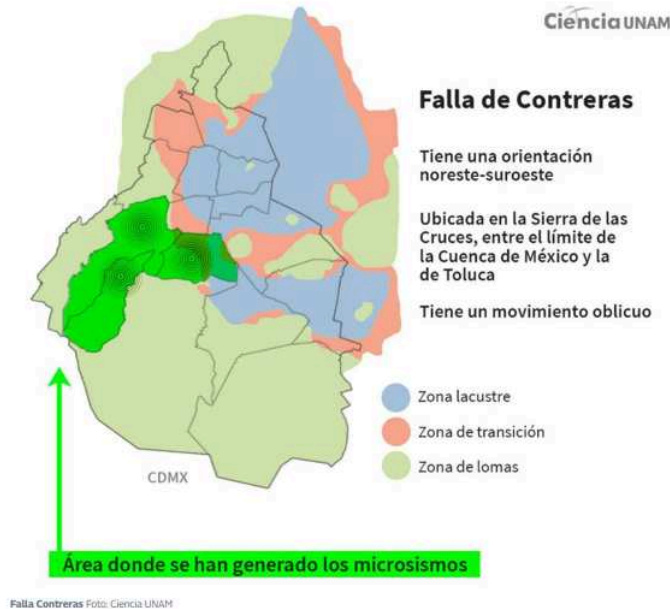 Ciencia UNAM
Falla de Contreras
Tiene una orientación
noreste-suroeste
Ubicada en la Sierra de las
Cruces, entre el límite de
la Cuenca de México y la
de Toluca
Tiene un movimiento oblicuo
Zona lacustre
Zona de transición
Zona de lomas
CDMX
Área donde se han generado los microsismos
Falla Contreras Foto: Ciencia UNAM